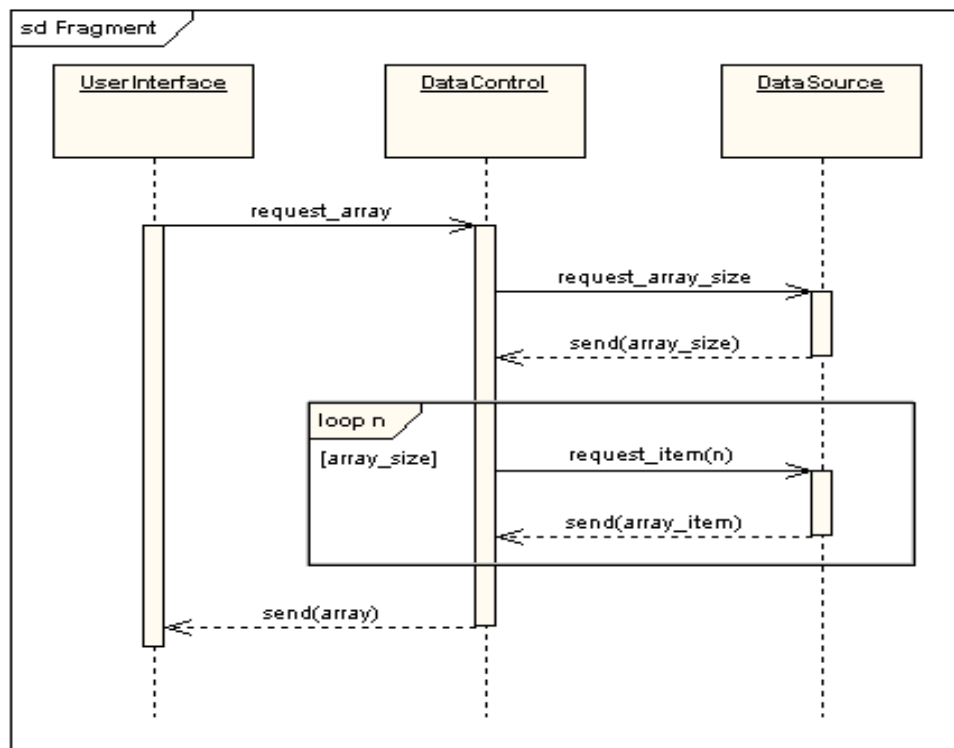 sd Fragment
UserInterface
DataControl
DataSource
request_array
request_array_size
send(array_size)
loop n
[array_size]
request_item(n)
send(array_item)
send(array)